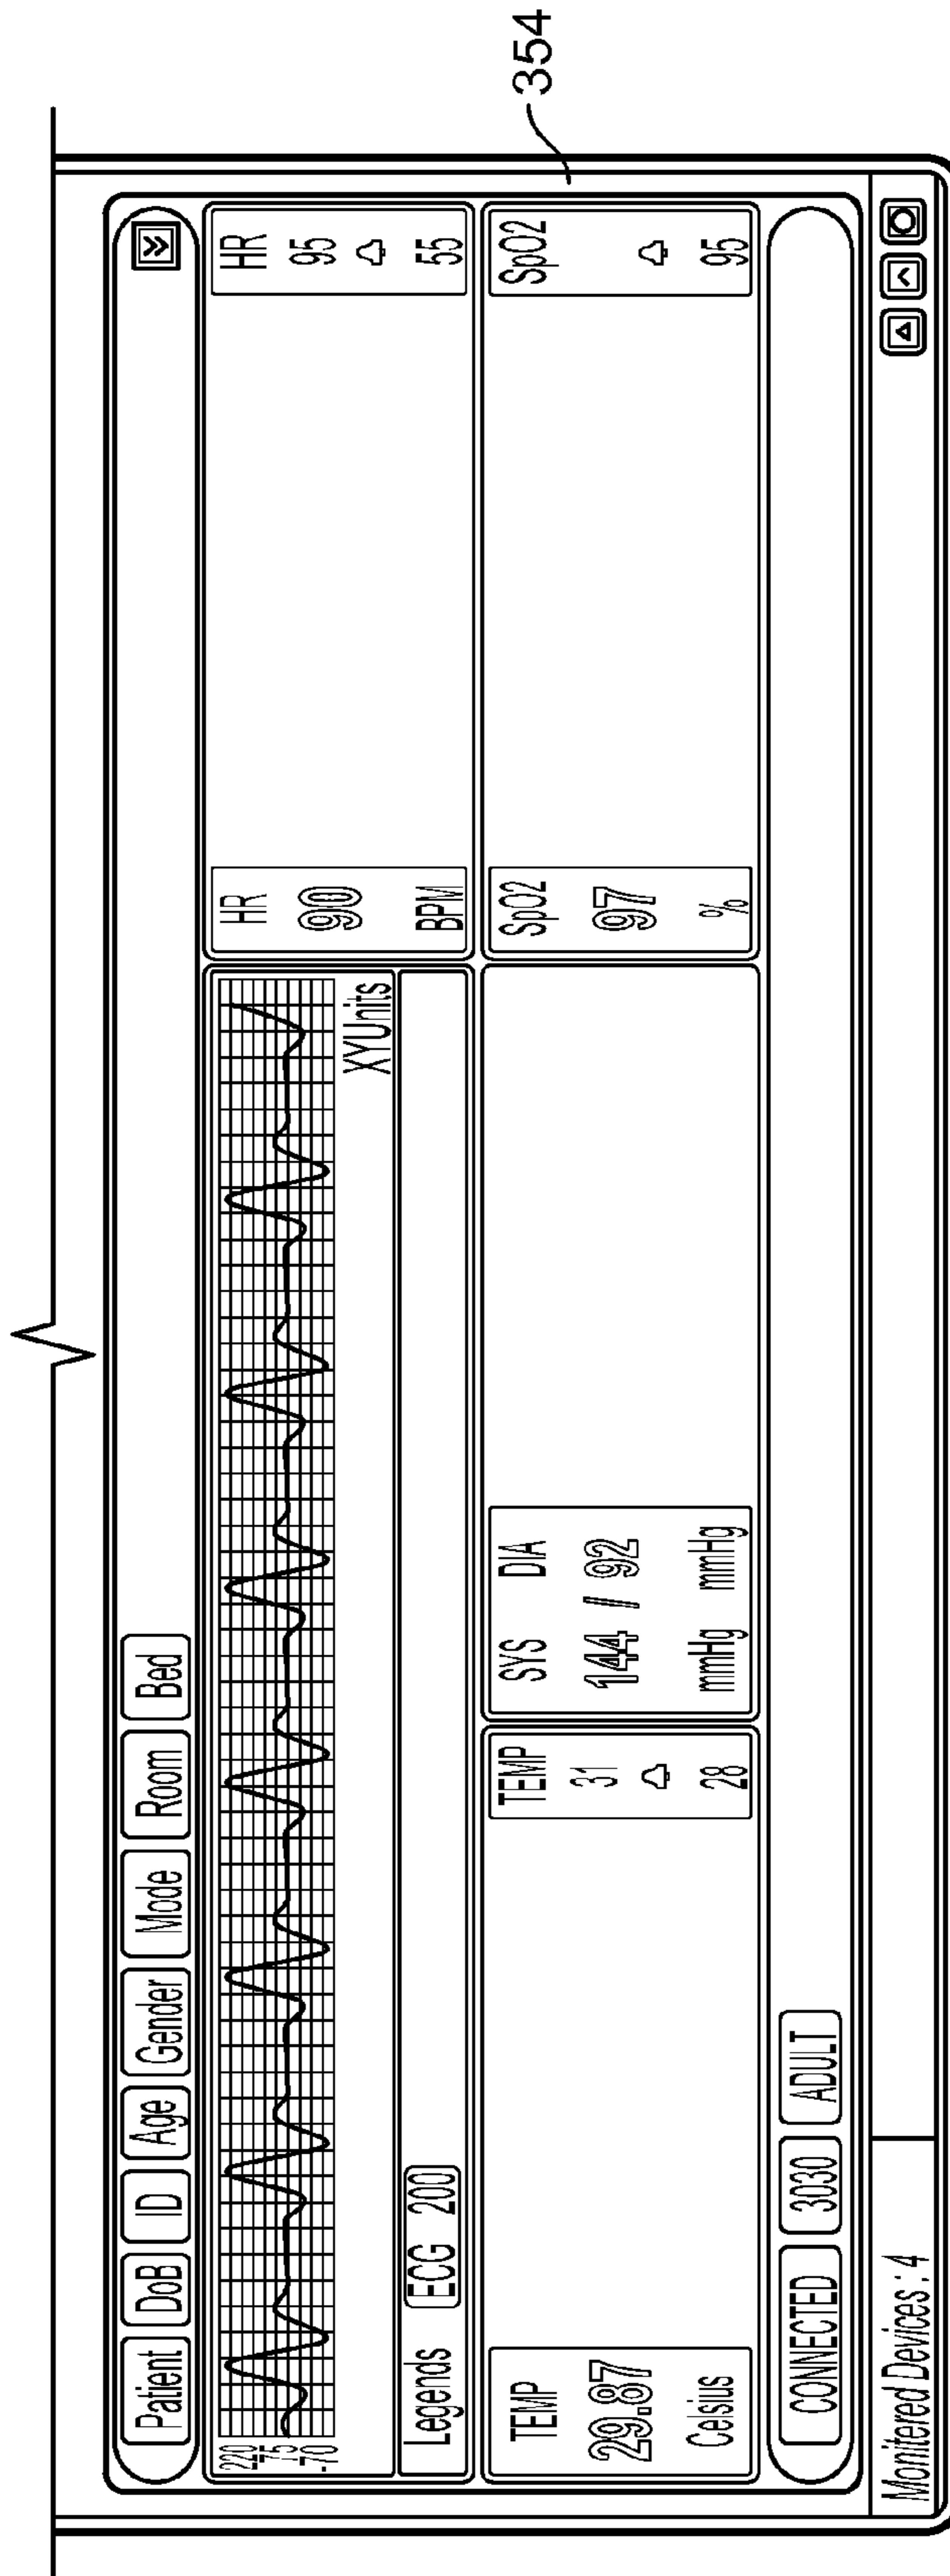 354
Patient DoB ID Age Gender Mode Room Bed
220
-75
-70
XYUnits
Legends ECG 200
HR
90
BPM
HR
95
55
TEMP
29.87
Celsius
TEMP
31
28
SYS DIA
144 / 92
mmHg mmHg
SpO2
97
%
SpO2
95
CONNECTED 3030 ADULT
Monitered Devices : 4